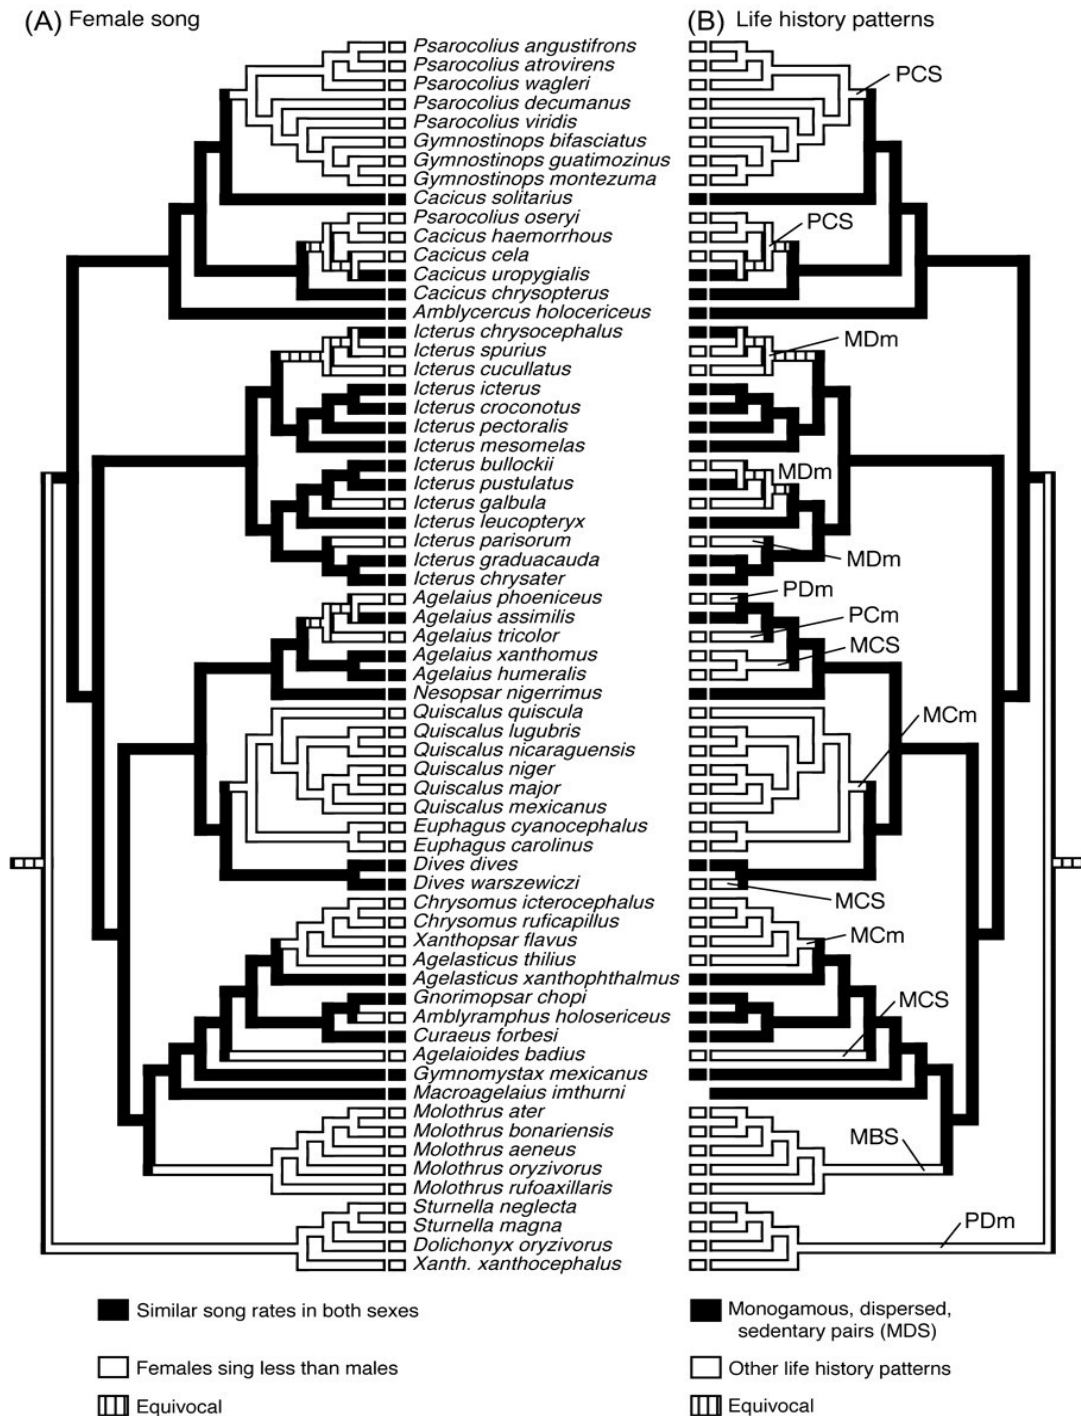 (A) Female song
(B) Life history patterns
Psarocolius angustifrons
Psarocolius atrovirens
Psarocolius wagleri
PCS
Psarocolius decumanus
Psarocolius viridis
Gymnostinops bifasciatus
Gymnostinops guatimozinus
Gymnostinops montezuma
Cacicus solitarius
Psarocolius oseryi
PCS
Cacicus haemorrhous
Cacicus cela
Cacicus uropygialis
Cacicus chrysopterus
Amblycercus holocericeus
Icterus chrysocephalus
MDm
Icterus spurius
Icterus cucullatus
Icterus icterus
Icterus croconotus
Icterus pectoralis
Icterus mesomelas
Icterus bullockii
MDm
Icterus pustulatus
Icterus galbula
Icterus leucopteryx
Icterus parisorum
MDm
Icterus graduacauda
Icterus chrysater
PDm
Agelaius phoeniceus
Agelaius assimilis
PCm
Agelaius tricolor
MCS
Agelaius xanthomus
Agelaius humeralis
Nesopsar nigerrimus
Quiscalus quiscula
MCm
Quiscalus lugubris
Quiscalus nicaraguensis
Quiscalus niger
Quiscalus major
Quiscalus mexicanus
Euphagus cyanocephalus
Euphagus carolinus
Dives dives
Dives warszewiczi
MCS
Chrysomus icterocephalus
Chrysomus ruficapillus
MCm
Xanthopsar flavus
Agelasticus thilius
Agelasticus xanthophthalmus
Gnorimopsar chopi
MCS
Amblyramphus holosericeus
Curaeus forbesi
Agelaioides badius
Gymnomystax mexicanus
Macroagelaius imthurni
Molothrus ater
Molothrus bonariensis
MBS
Molothrus aeneus
Molothrus oryzivorus
Molothrus rufoaxillaris
Sturnella neglecta
PDm
Sturnella magna
Dolichonyx oryzivorus
Xanth. xanthocephalus
Similar song rates in both sexes
Females sing less than males
Equivocal
Monogamous, dispersed,
sedentary pairs (MDS)
Other life history patterns
Equivocal